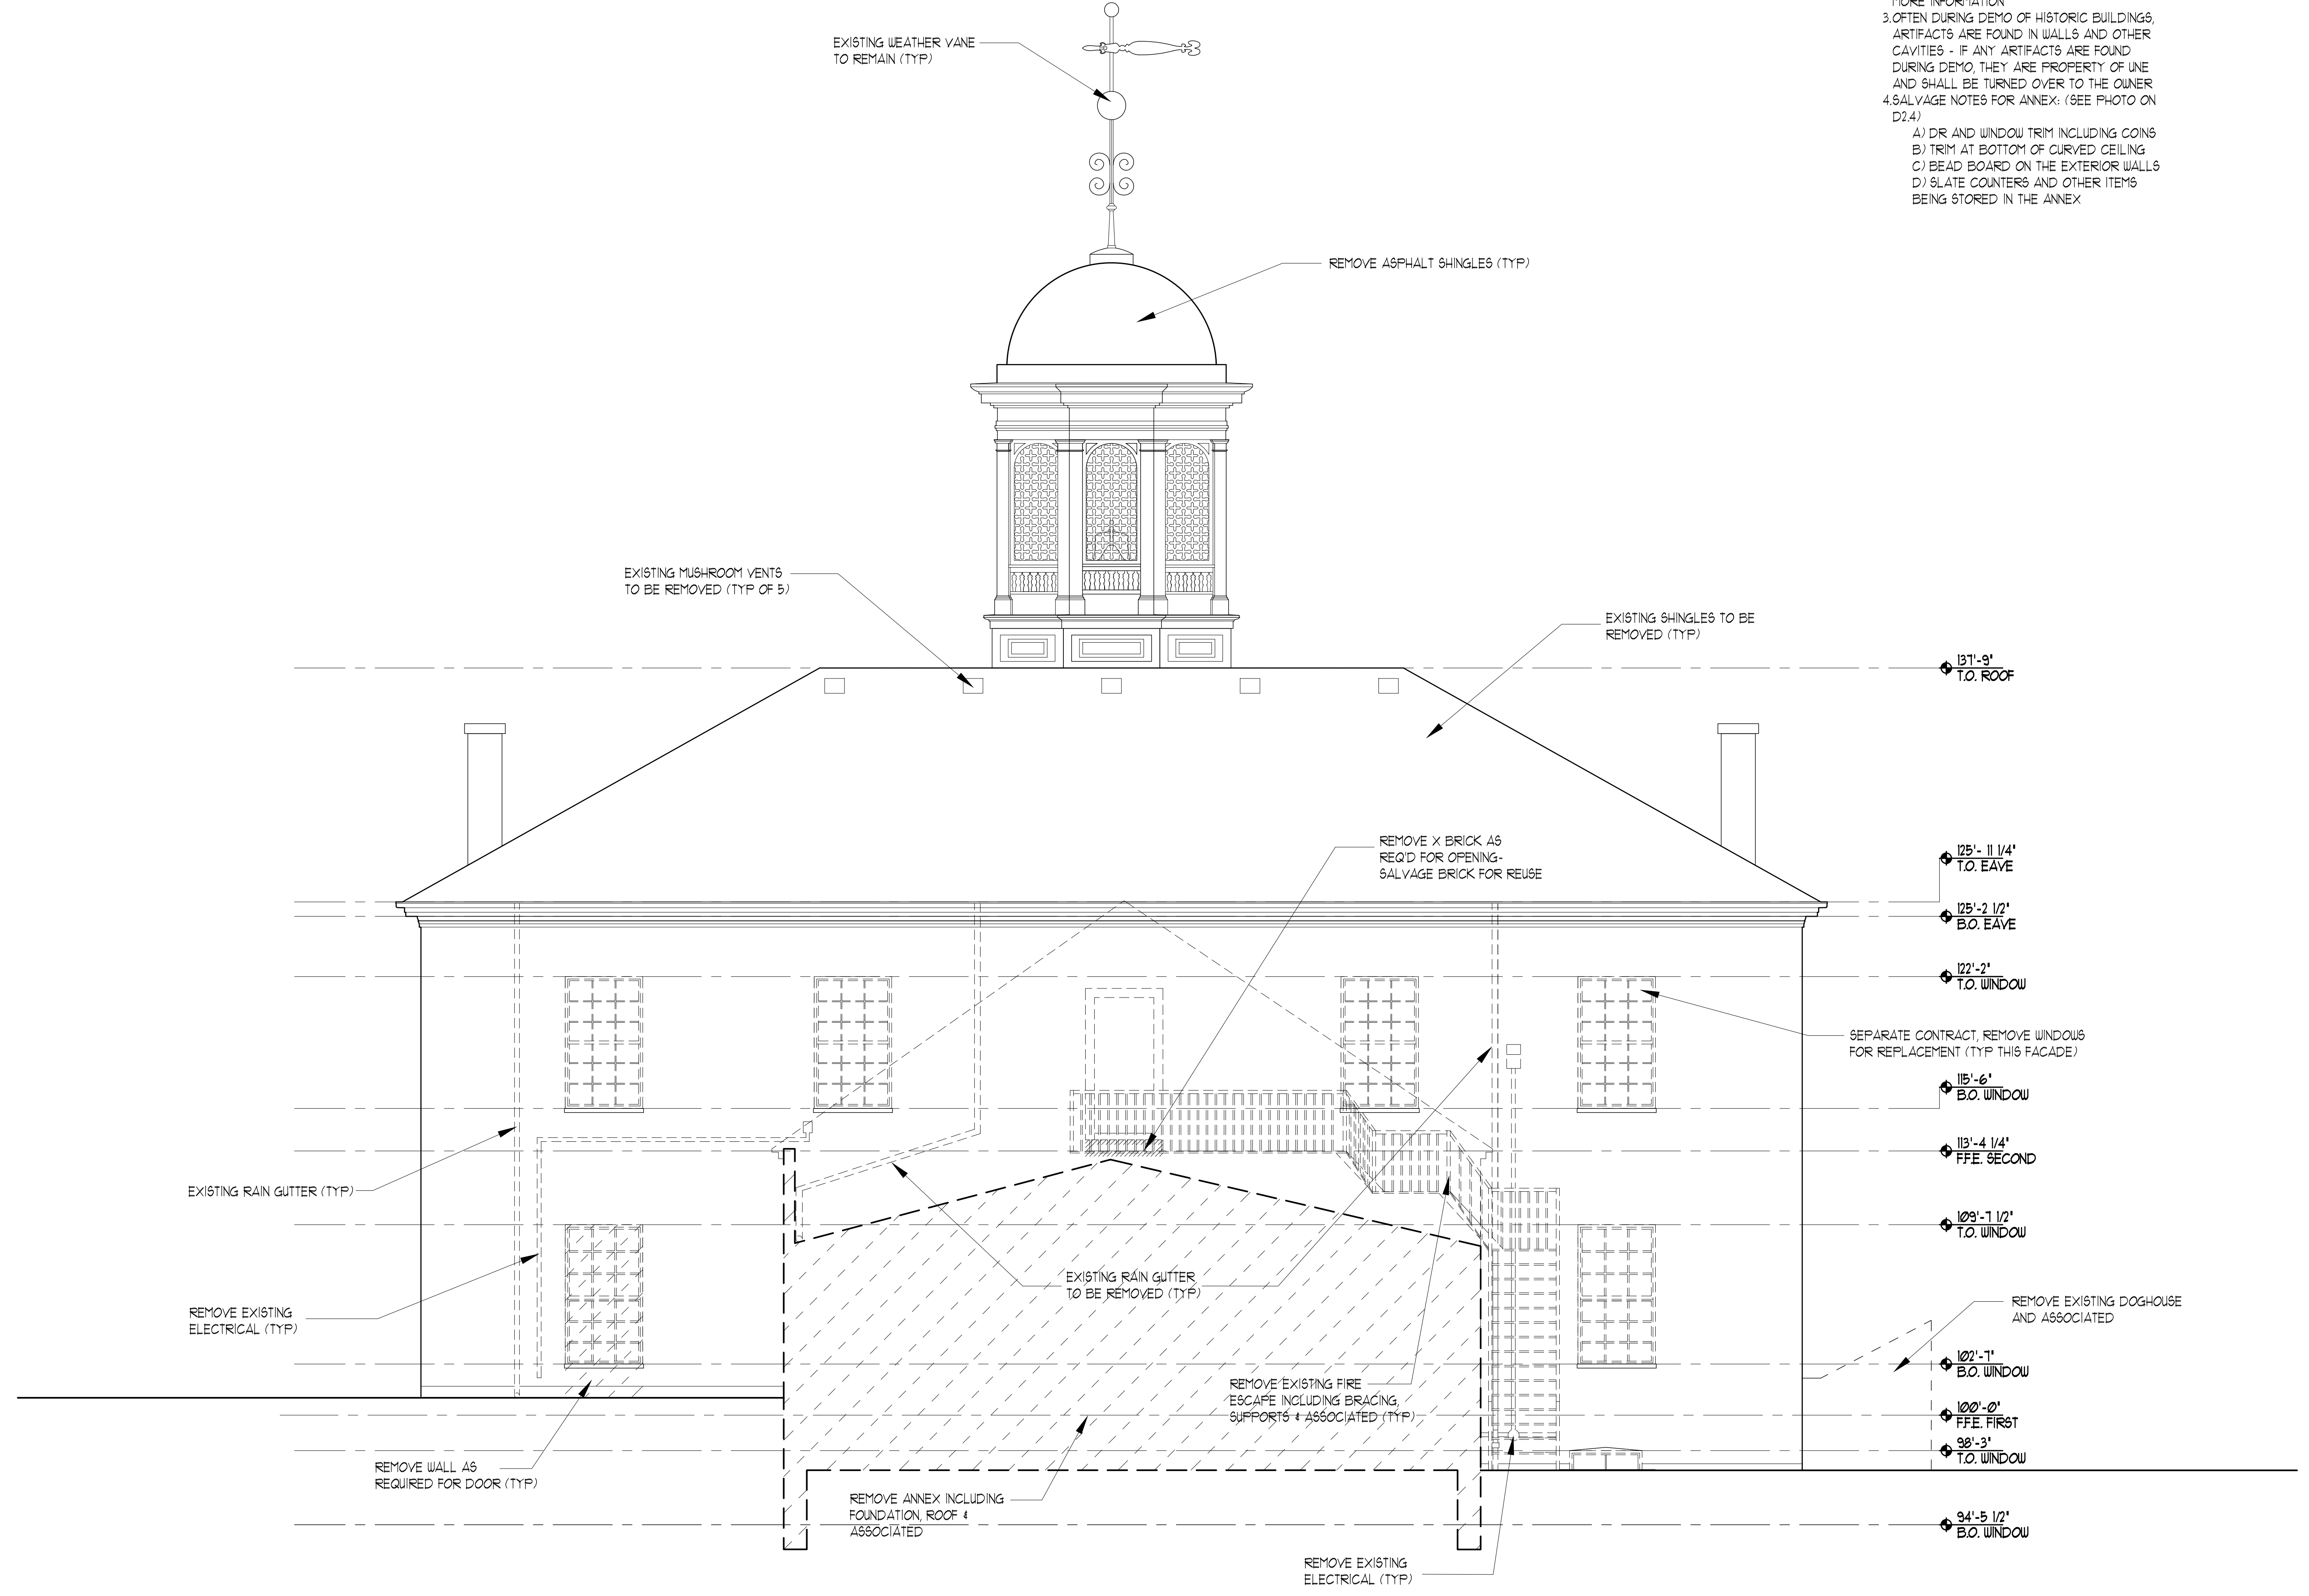 MORE INFORMATION
3.OFTEN DURING DEMO OF HISTORIC BUILDINGS,
ARTIFACTS ARE FOUND IN WALLS AND OTHER
CAVITIES - IF ANY ARTIFACTS ARE FOUND
DURING DEMO, THEY ARE PROPERTY OF UNE
AND SHALL BE TURNED OVER TO THE OWNER
4.SALVAGE NOTES FOR ANNEX: (SEE PHOTO ON
D2.4)
A) DR AND WINDOW TRIM INCLUDING COINS
B) TRIM AT BOTTOM OF CURVED CEILING
C) BEAD BOARD ON THE EXTERIOR WALLS
D) SLATE COUNTERS AND OTHER ITEMS
BEING STORED IN THE ANNEX
EXISTING WEATHER VANE
TO REMAIN (TYP)
REMOVE ASPHALT SHINGLES (TYP)
EXISTING MUSHROOM VENTS
TO BE REMOVED (TYP OF 5)
EXISTING SHINGLES TO BE
REMOVED (TYP)
137'-9"
T.O. ROOF
REMOVE X BRICK AS
REQ'D FOR OPENING-
SALVAGE BRICK FOR REUSE
125'- 11 1/4"
T.O. EAVE
125'-2 1/2"
B.O. EAVE
122'-2"
T.O. WINDOW
SEPARATE CONTRACT, REMOVE WINDOWS
FOR REPLACEMENT (TYP THIS FACADE)
115'-6"
B.O. WINDOW
113'-4 1/4"
F.F.E. SECOND
EXISTING RAIN GUTTER (TYP)
109'-7 1/2"
T.O. WINDOW
EXISTING RAIN GUTTER
TO BE REMOVED (TYP)
REMOVE EXISTING
ELECTRICAL (TYP)
REMOVE EXISTING DOGHOUSE
AND ASSOCIATED
102'-7"
B.O. WINDOW
REMOVE EXISTING FIRE
ESCAPE INCLUDING BRACING,
SUPPORTS & ASSOCIATED (TYP)
100'-0"
F.F.E. FIRST
98'-3"
T.O. WINDOW
REMOVE WALL AS
REQUIRED FOR DOOR (TYP)
REMOVE ANNEX INCLUDING
FOUNDATION, ROOF &
ASSOCIATED
94'-5 1/2"
B.O. WINDOW
REMOVE EXISTING
ELECTRICAL (TYP)